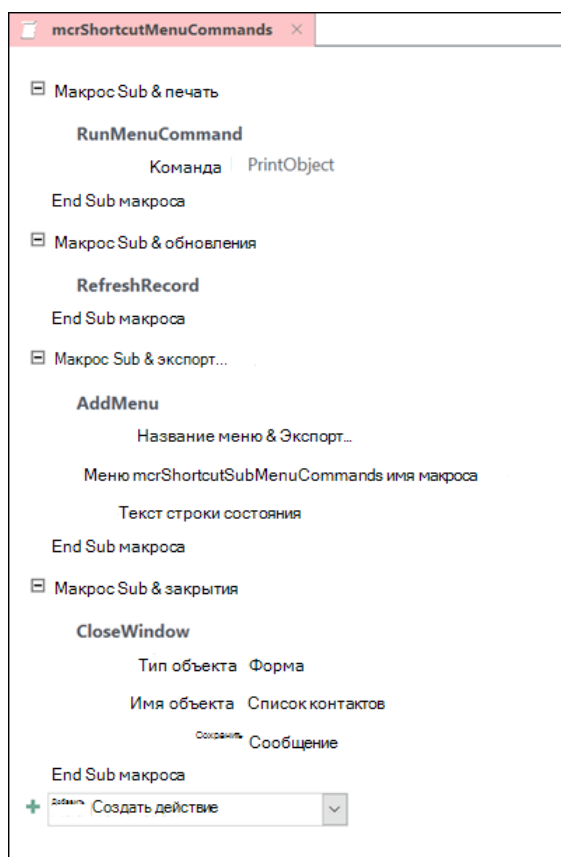 mcrShortcutMenuCommands
Макрос Sub & печать
RunMenuCommand
Команда PrintObject
End Sub макроса
Макрос Sub & обновления
RefreshRecord
End Sub макроса
Макрос Sub & экспорт...
AddMenu
Название меню & Экспорт...
Меню mcrShortcutSubMenuCommands имя макроса
Текст строки состояния
End Sub макроса
Макрос Sub & закрытия
CloseWindow
Тип объекта Форма
Имя объекта Список контактов
Сохранить Сообщение
End Sub макроса
Добавить Создать действие